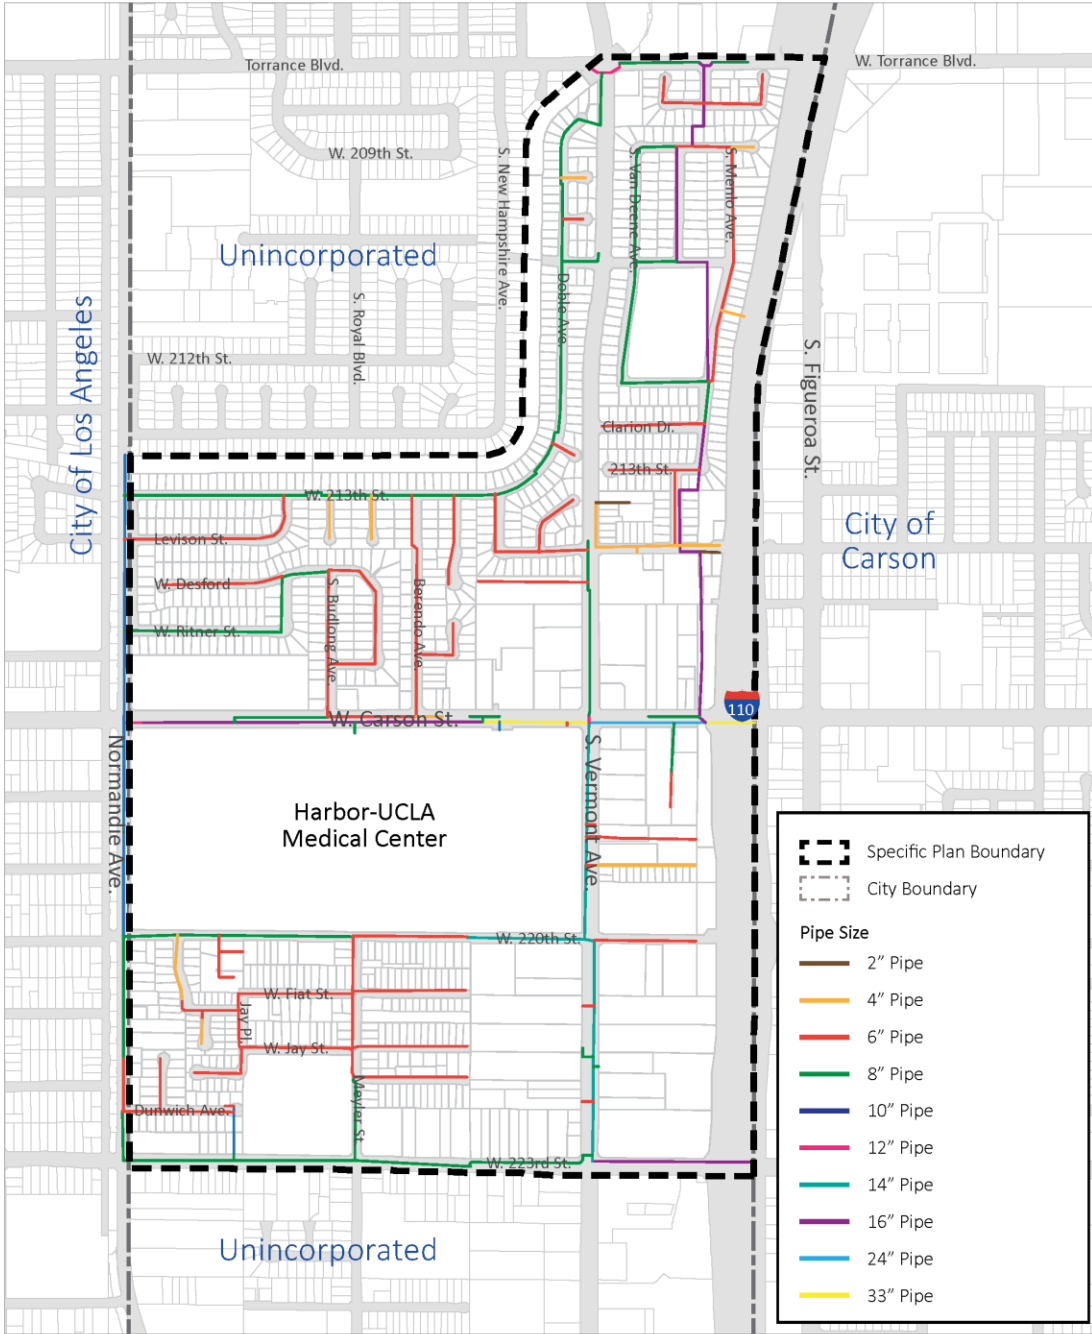 Torrance Blvd.
W. Torrance Blvd.
W. 209th St.
S. New Hampshire Ave.
S. Van Deene Ave.
S. Menlo Ave.
Unincorporated
Doble Ave.
S. Royal Blvd.
City of Los Angeles
W. 212th St.
S. Figueroa St.
Clarion Dr.
213th St.
W. 213th St.
City of
Carson
Levison St.
W. Desford
S. Budlong Ave.
Berendo Ave.
W. Ritner St.
110
W. Carson St.
Normandie Ave.
S. Vermont Ave.
Harbor-UCLA
Medical Center
W. 220th St.
W. Fiat St.
Jay Pl.
W. Jay St.
Meyler St
Dunwich Ave.
W. 223rd St.
Unincorporated
Specific Plan Boundary
City Boundary
Pipe Size
2” Pipe
4” Pipe
6” Pipe
8” Pipe
10” Pipe
12” Pipe
14” Pipe
16” Pipe
24” Pipe
33” Pipe